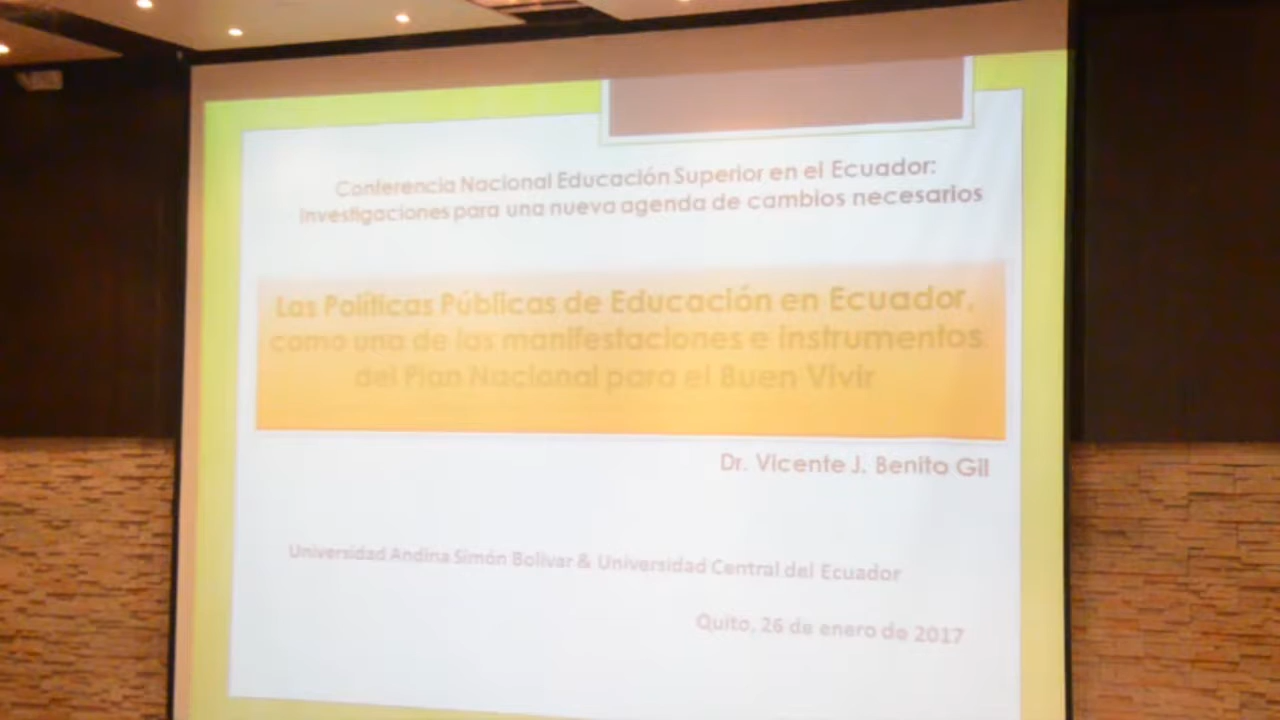 Conferencia Nacional Educación Superior en el Ecuador:
Investigaciones para una nueva agenda de cambios necesarios
Las Políticas Públicas de Educación en Ecuador,
como una de las manifestaciones e instrumentos
del Plan Nacional para el Buen Vivir
Dr. Vicente J. Benito Gil
Universidad Andina Simón Bolívar & Universidad Central del Ecuador
Quito, 26 de enero de 2017